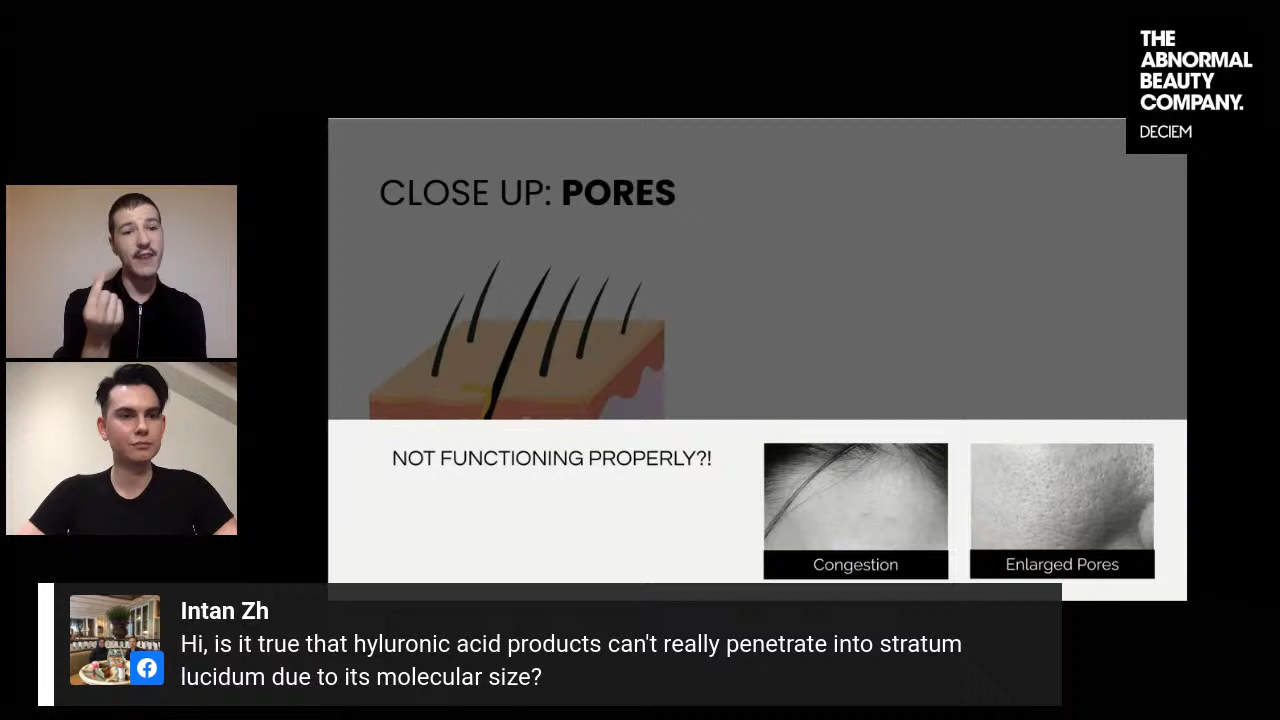 THE
ABNORMAL
BEAUTY
COMPANY.
DECIEM
CLOSE UP: PORES
NOT FUNCTIONING PROPERLY?!
Congestion
Enlarged Pores
Intan Zh
Hi, is it true that hyluronic acid products can't really penetrate into stratum
lucidum due to its molecular size?